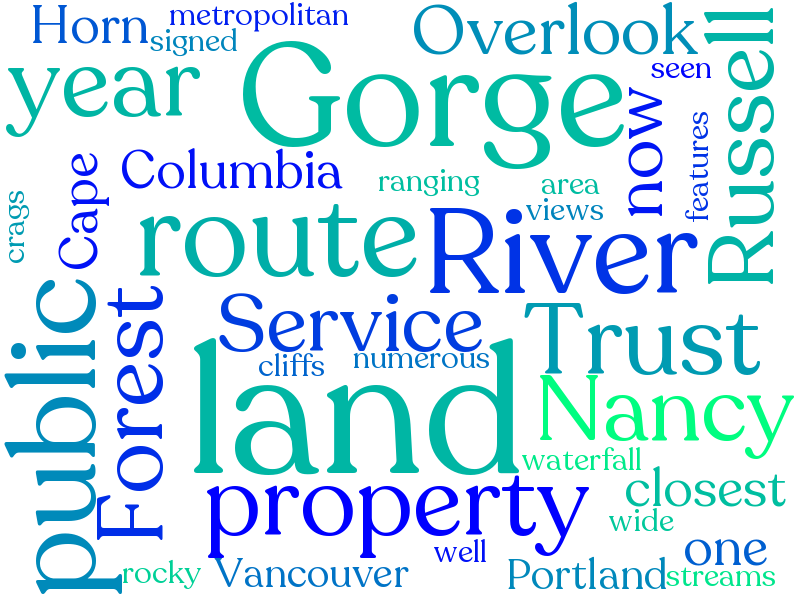 Horn
metropolitan
signed
Overlook
Russell
year
Gorge
seen
now
features
Columbia
Cape
crags
ranging
area
views
route
River
public
Forest
Service
Trust
cliffs
numerous
land
Nancy
waterfall
property
closest
wide
well
one
rocky
Vancouver
Portland
streams